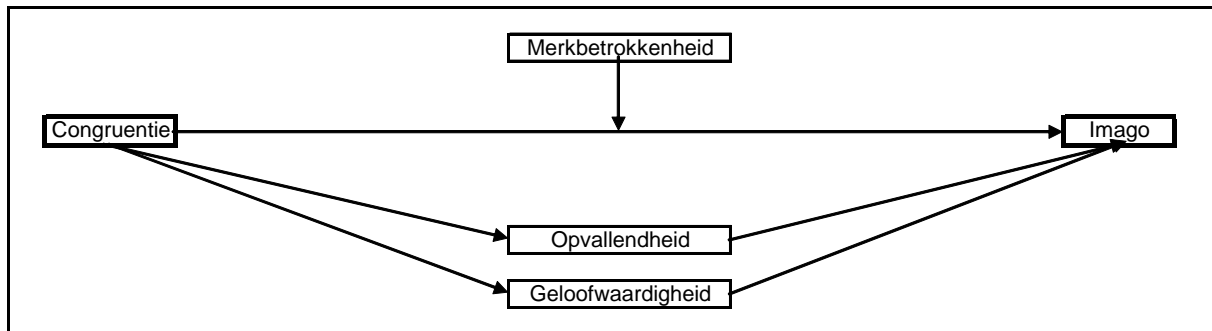 Merkbetrokkenheid
Congruentie
Imago
Opvallendheid
Geloofwaardigheid